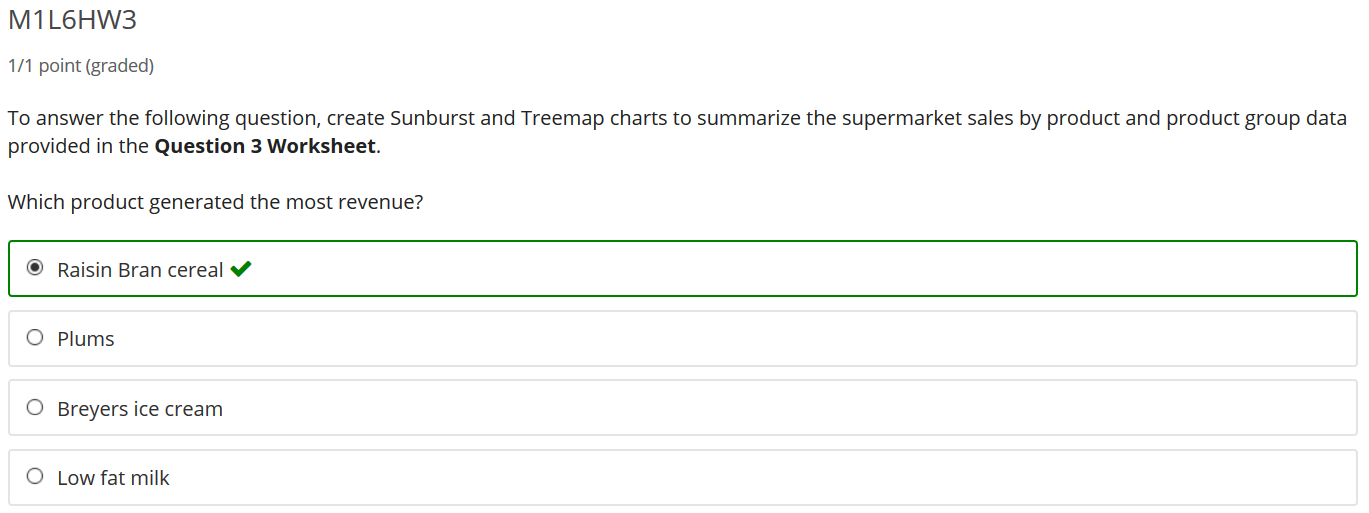 M1L6HW3
1/1 point (graded)
To answer the following question, create Sunburst and Treemap charts to summarize the supermarket sales by product and product group data
provided in the Question 3 Worksheet.
Which product generated the most revenue?
Raisin Bran cereal
Plums
Breyers ice cream
Low fat milk